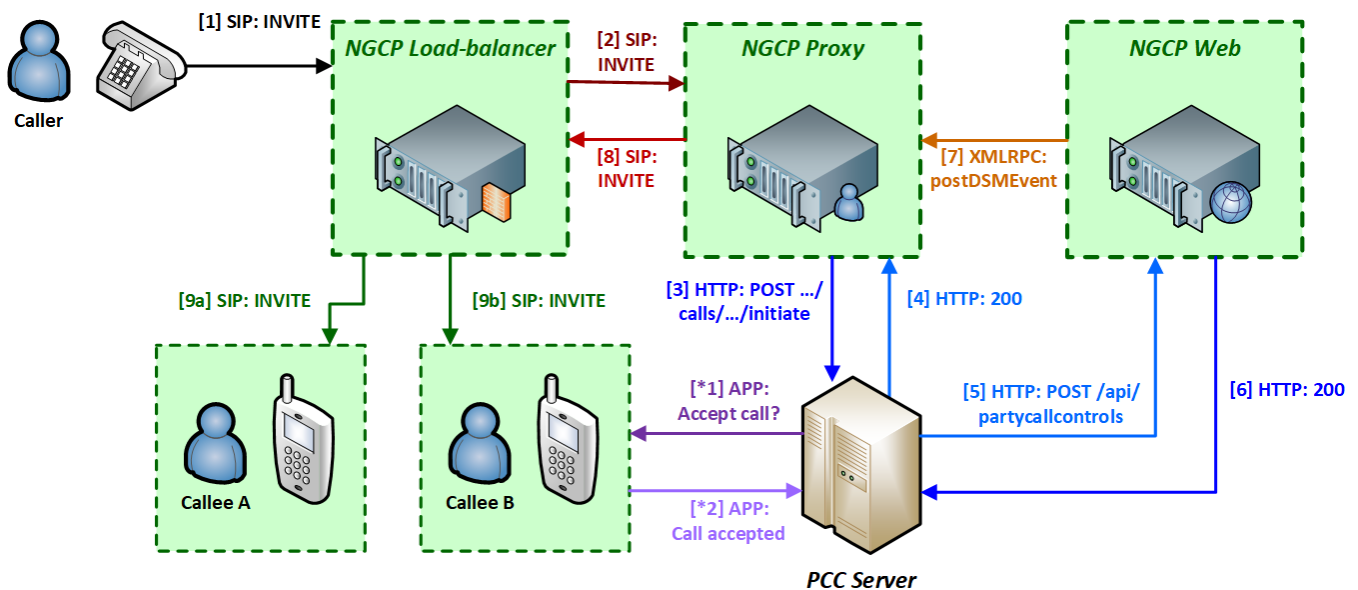 [1] SIP: INVITE
Caller
NGCP Load-balancer
[2] SIP:
INVITE
[8] SIP:
INVITE
NGCP Proxy
[7] XMLRPC:
postDSMEvent
NGCP Web
[9a] SIP: INVITE
[9b] SIP: INVITE
[3] HTTP: POST .../
calls/.../initiate
[4] HTTP: 200
[5] HTTP: POST /api/
partycallcontrols
[6] HTTP: 200
[*1] APP:
Accept call?
[*2] APP:
Call accepted
Callee A
Callee B
PCC Server